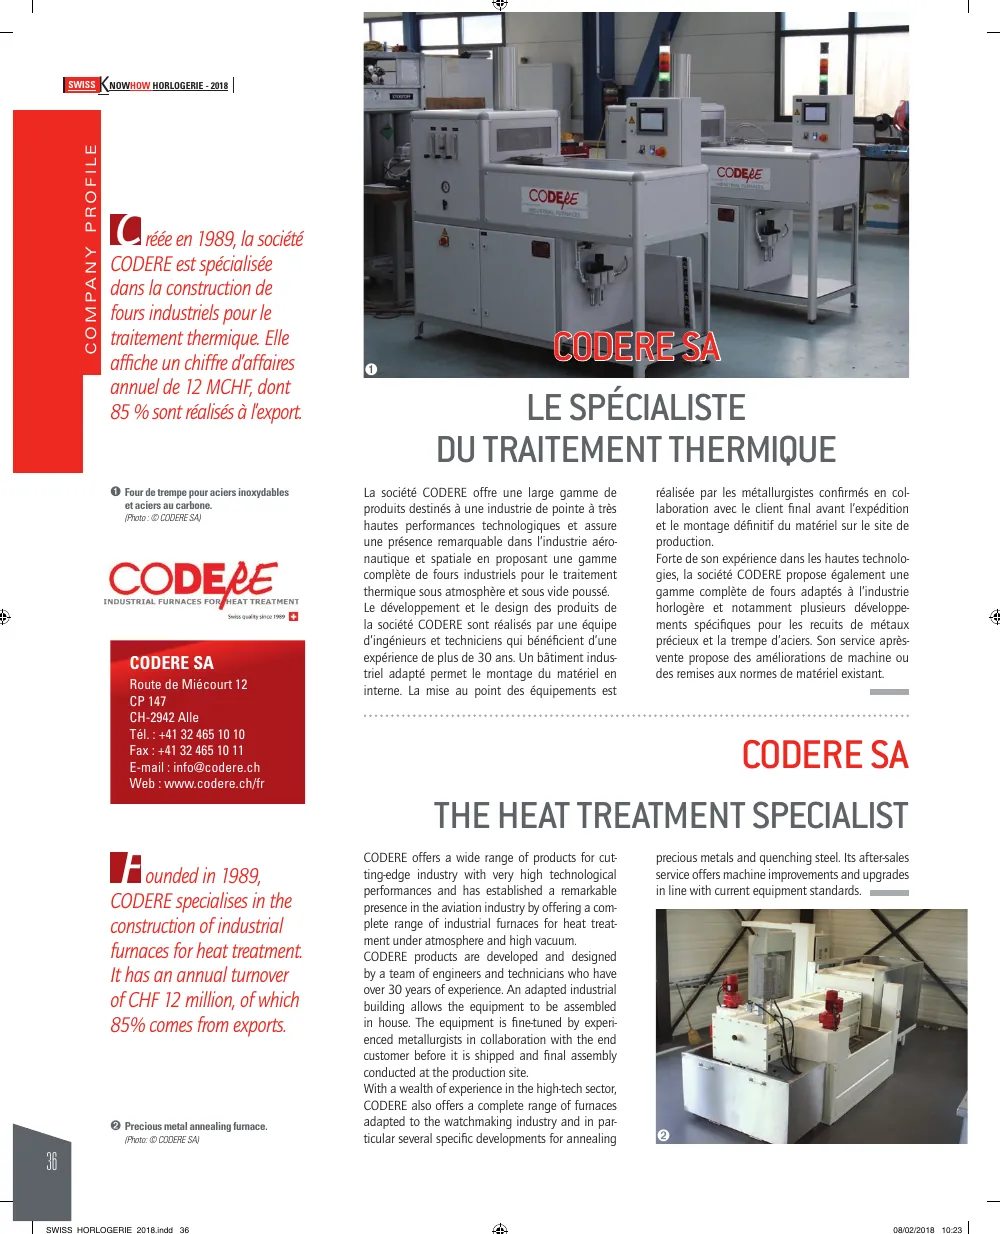 SWISS KNOWHOW HORLOGERIE - 2018
COMPANY PROFILE
Créée en 1989, la société
CODERE est spécialisée
dans la construction de
fours industriels pour le
traitement thermique. Elle
affiche un chiffre d'affaires
annuel de 12 MCHF, dont
85 % sont réalisés à l'export.
❶ Four de trempe pour aciers inoxydables
et aciers au carbone.
(Photo : © CODERE SA)
CODERE
INDUSTRIAL FURNACES FOR HEAT TREATMENT
Swiss quality since 1989
CODERE SA
Route de Miécourt 12
CP 147
CH-2942 Alle
Tél. : +41 32 465 10 10
Fax : +41 32 465 10 11
E-mail : info@codere.ch
Web : www.codere.ch/fr
Founded in 1989,
CODERE specialises in the
construction of industrial
furnaces for heat treatment.
It has an annual turnover
of CHF 12 million, of which
85% comes from exports.
❷ Precious metal annealing furnace.
(Photo: © CODERE SA)
36
CODERE
INDUSTRIAL FURNACES
CODERE
INDUSTRIAL FURNACES
CODERE SA
❶
LE SPÉCIALISTE
DU TRAITEMENT THERMIQUE
La société CODERE offre une large gamme de
produits destinés à une industrie de pointe à très
hautes performances technologiques et assure
une présence remarquable dans l'industrie aéro-
nautique et spatiale en proposant une gamme
complète de fours industriels pour le traitement
thermique sous atmosphère et sous vide poussé.
Le développement et le design des produits de
la société CODERE sont réalisés par une équipe
d'ingénieurs et techniciens qui bénéficient d'une
expérience de plus de 30 ans. Un bâtiment indus-
triel adapté permet le montage du matériel en
interne. La mise au point des équipements est
réalisée par les métallurgistes confirmés en col-
laboration avec le client final avant l'expédition
et le montage définitif du matériel sur le site de
production.
Forte de son expérience dans les hautes technolo-
gies, la société CODERE propose également une
gamme complète de fours adaptés à l'industrie
horlogère et notamment plusieurs développe-
ments spécifiques pour les recuits de métaux
précieux et la trempe d'aciers. Son service après-
vente propose des améliorations de machine ou
des remises aux normes de matériel existant.
CODERE SA
THE HEAT TREATMENT SPECIALIST
CODERE offers a wide range of products for cut-
ting-edge industry with very high technological
performances and has established a remarkable
presence in the aviation industry by offering a com-
plete range of industrial furnaces for heat treat-
ment under atmosphere and high vacuum.
CODERE products are developed and designed
by a team of engineers and technicians who have
over 30 years of experience. An adapted industrial
building allows the equipment to be assembled
in house. The equipment is fine-tuned by experi-
enced metallurgists in collaboration with the end
customer before it is shipped and final assembly
conducted at the production site.
With a wealth of experience in the high-tech sector,
CODERE also offers a complete range of furnaces
adapted to the watchmaking industry and in par-
ticular several specific developments for annealing
precious metals and quenching steel. Its after-sales
service offers machine improvements and upgrades
in line with current equipment standards.
❷
SWISS_HORLOGERIE_2018.indd 36
08/02/2018 10:23